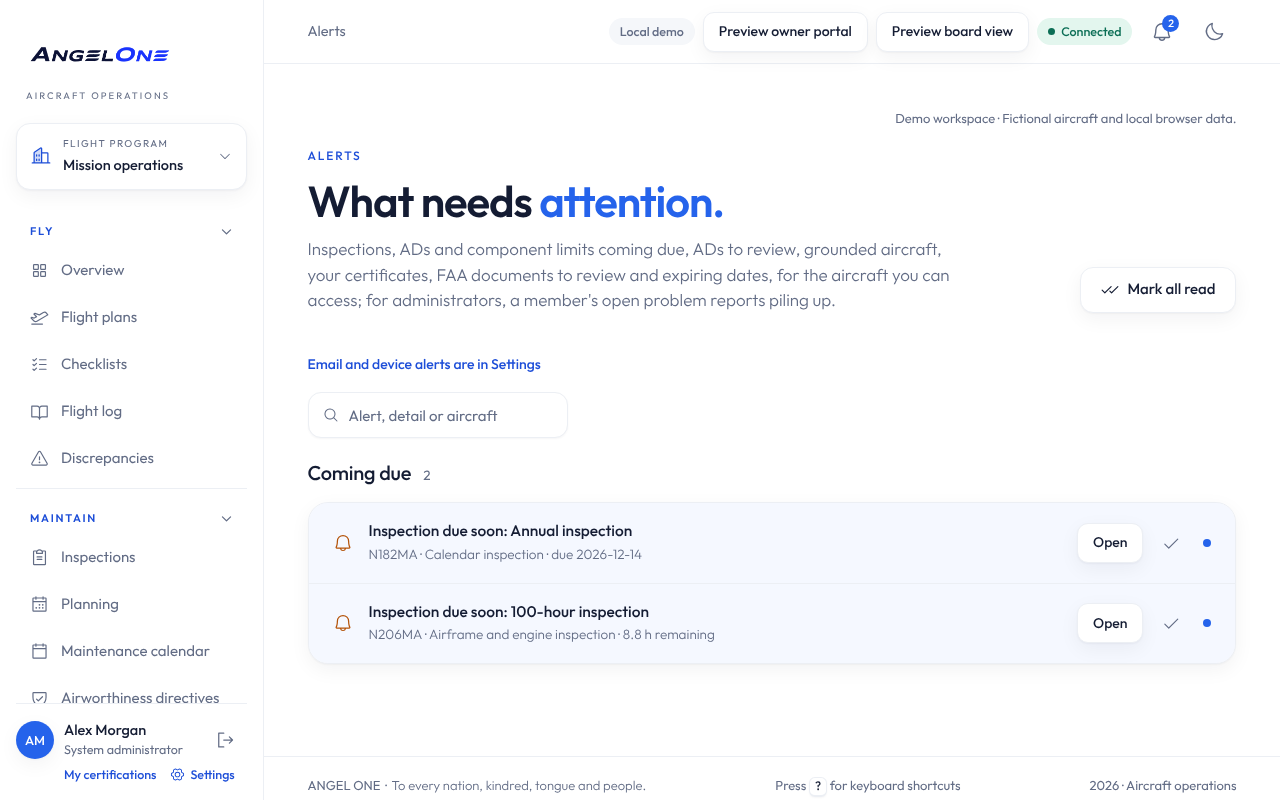 ANGELONE
AIRCRAFT OPERATIONS
FLIGHT PROGRAM
Mission operations
FLY
Overview
Flight plans
Checklists
Flight log
Discrepancies
MAINTAIN
Inspections
Planning
Maintenance calendar
Airworthiness directives
AM
Alex Morgan
System administrator
My certifications
Settings
Alerts
Local demo
Preview owner portal
Preview board view
Connected
2
Demo workspace · Fictional aircraft and local browser data.
ALERTS
What needs attention.
Inspections, ADs and component limits coming due, ADs to review, grounded aircraft,
your certificates, FAA documents to review and expiring dates, for the aircraft you can
access; for administrators, a member's open problem reports piling up.
Mark all read
Email and device alerts are in Settings
Alert, detail or aircraft
Coming due 2
Inspection due soon: Annual inspection
N182MA · Calendar inspection · due 2026-12-14
Open
Inspection due soon: 100-hour inspection
N206MA · Airframe and engine inspection · 8.8 h remaining
Open
ANGEL ONE · To every nation, kindred, tongue and people.
Press ? for keyboard shortcuts
2026 · Aircraft operations